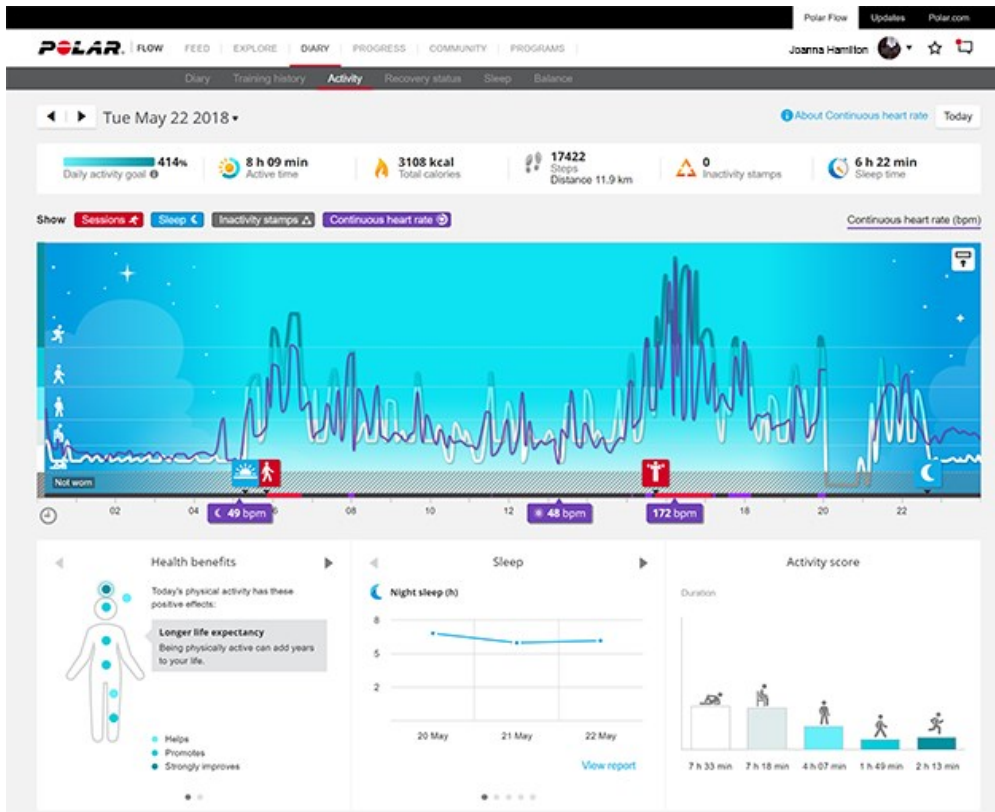 Polar Flow Updates Polar.com
POLAR. FLOW FEED EXPLORE DIARY PROGRESS COMMUNITY PROGRAMS
Joanna Hamilton
Diary Training history Activity Recovery status Sleep Balance
Tue May 22 2018
About Continuous heart rate Today
414%
Daily activity goal
8 h 09 min
Active time
3108 kcal
Total calories
17422
Steps
Distance 11.9 km
0
Inactivity stamps
6 h 22 min
Sleep time
Show Sessions Sleep Inactivity stamps Continuous heart rate
Continuous heart rate (bpm)
Not worn
02 04 6 08 10 12 18 20 22
49 bpm 48 bpm 172 bpm
Health benefits
Today's physical activity has these
positive effects:
Longer life expectancy
Being physically active can add years
to your life.
Helps
Promotes
Strongly improves
Sleep
Night sleep (h)
8
5
2
20 May 21 May 22 May
View report
Activity score
Duration
7 h 33 min 7 h 18 min 4 h 07 min 1 h 49 min 2 h 13 min